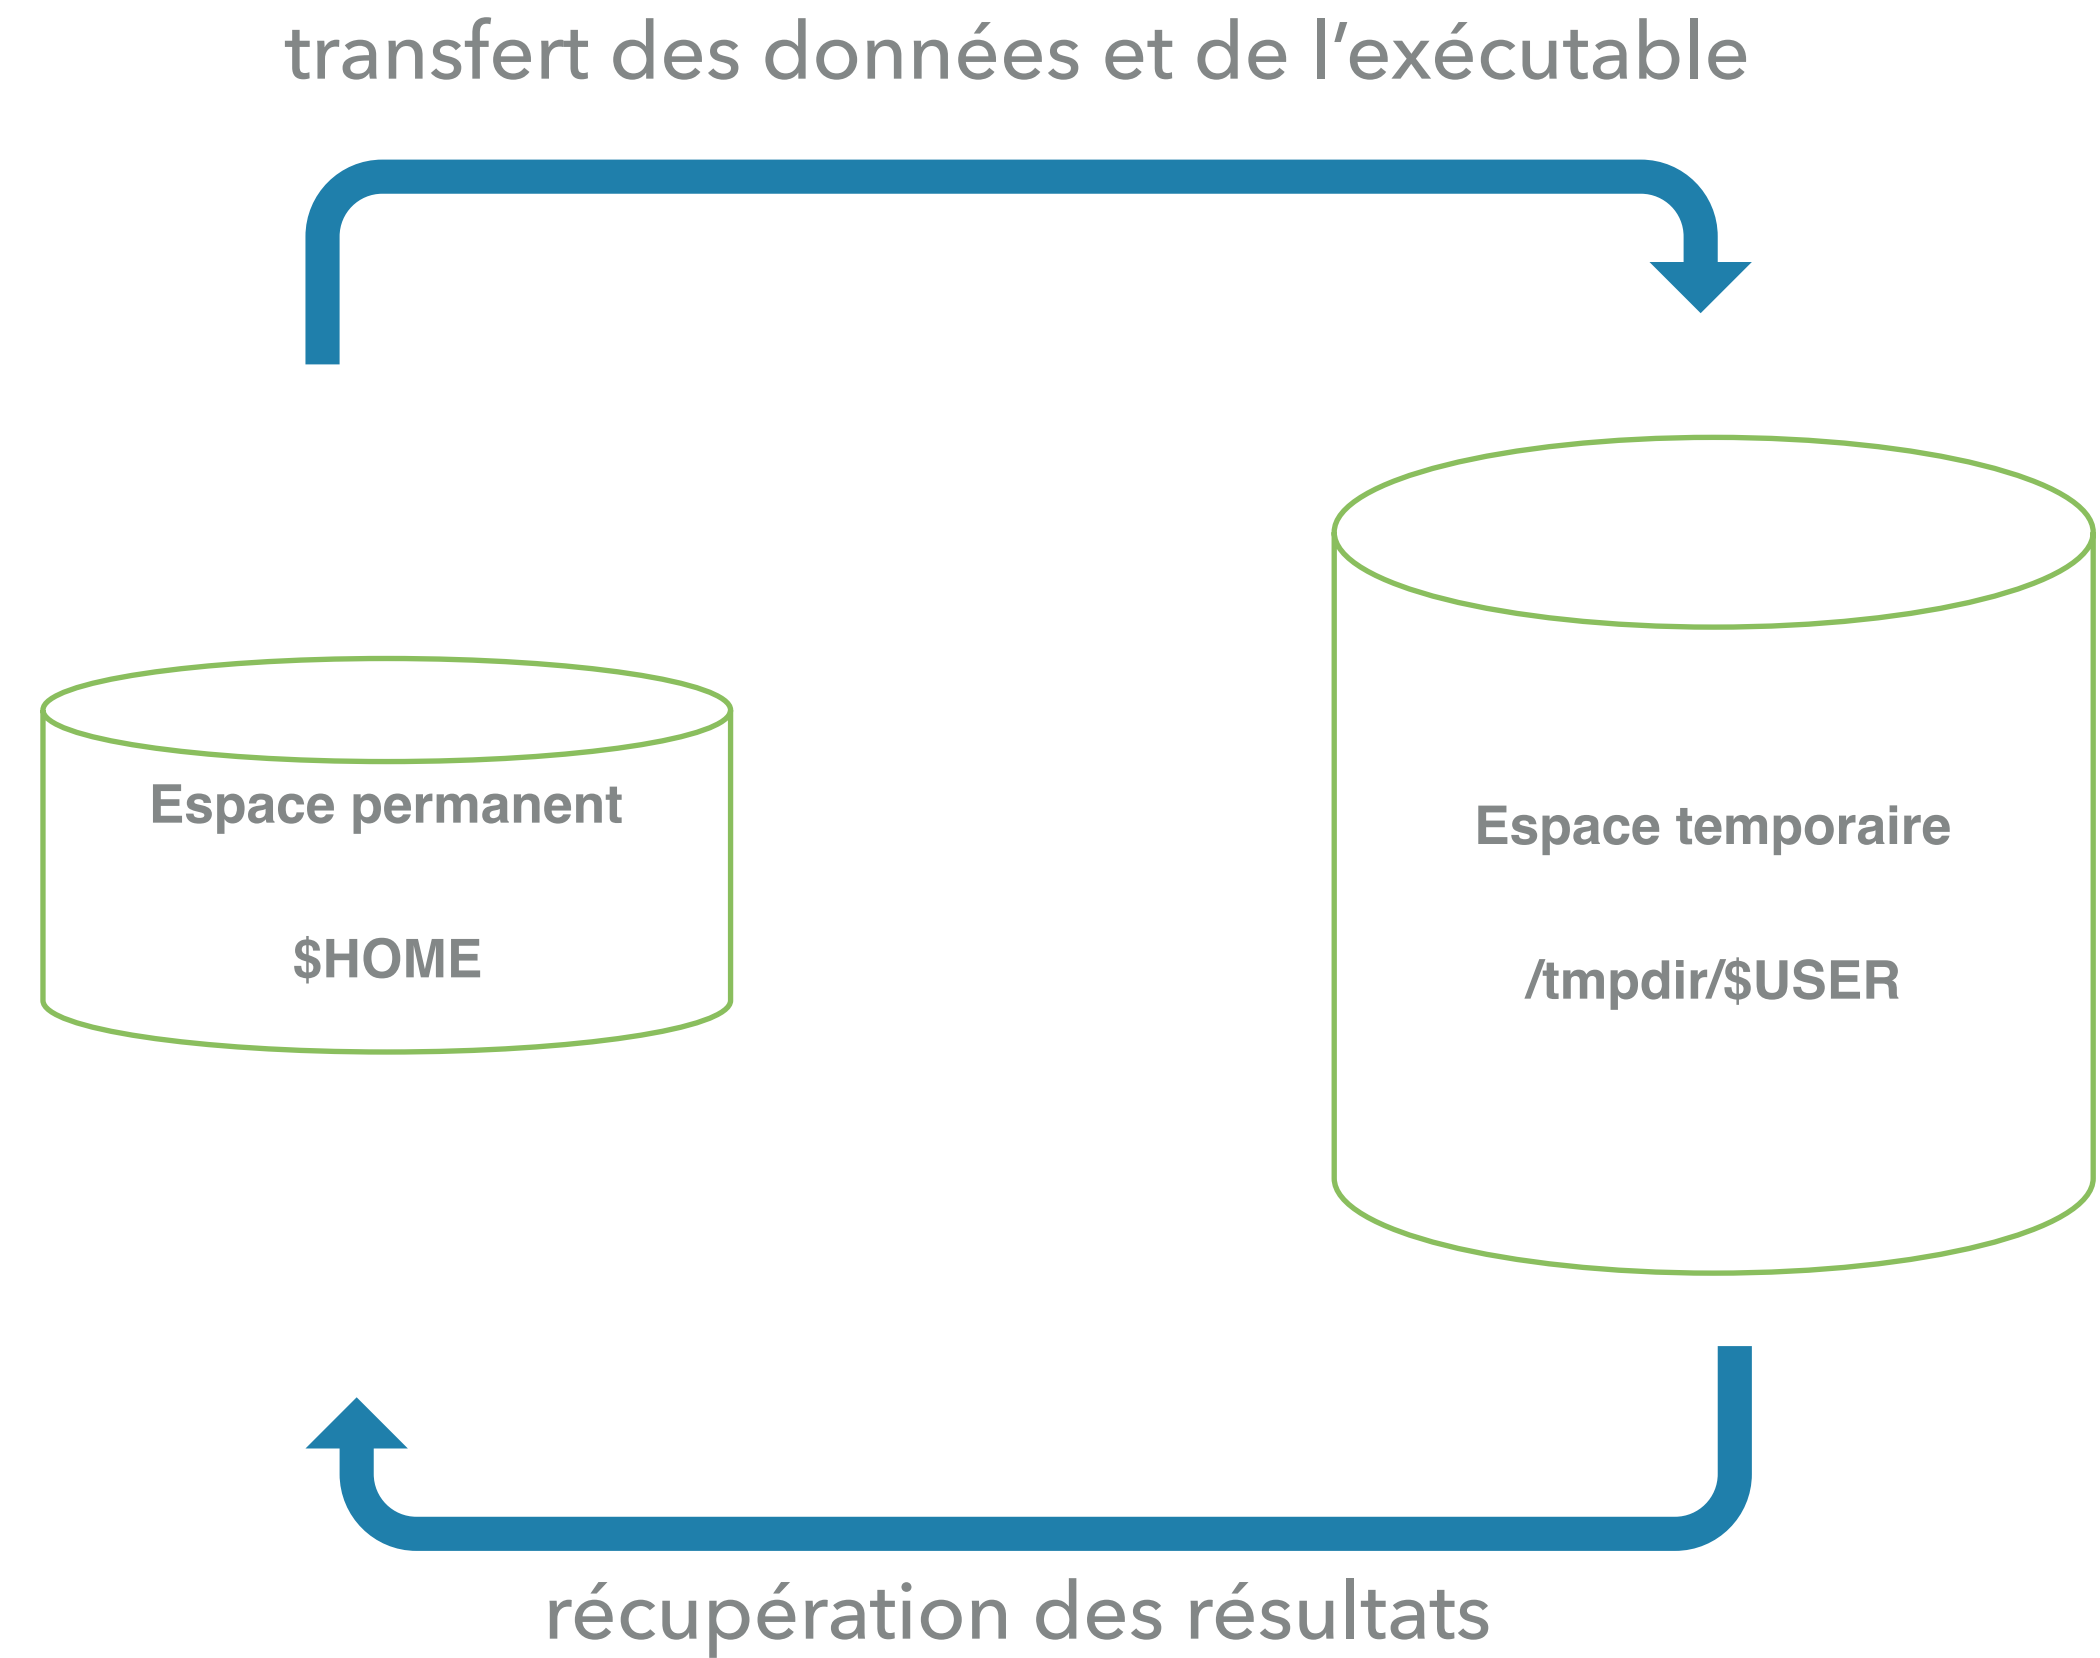 transfert des données et de l’exécutable
Espace permanent
$HOME
Espace temporaire
/tmpdir/$USER
récupération des résultats